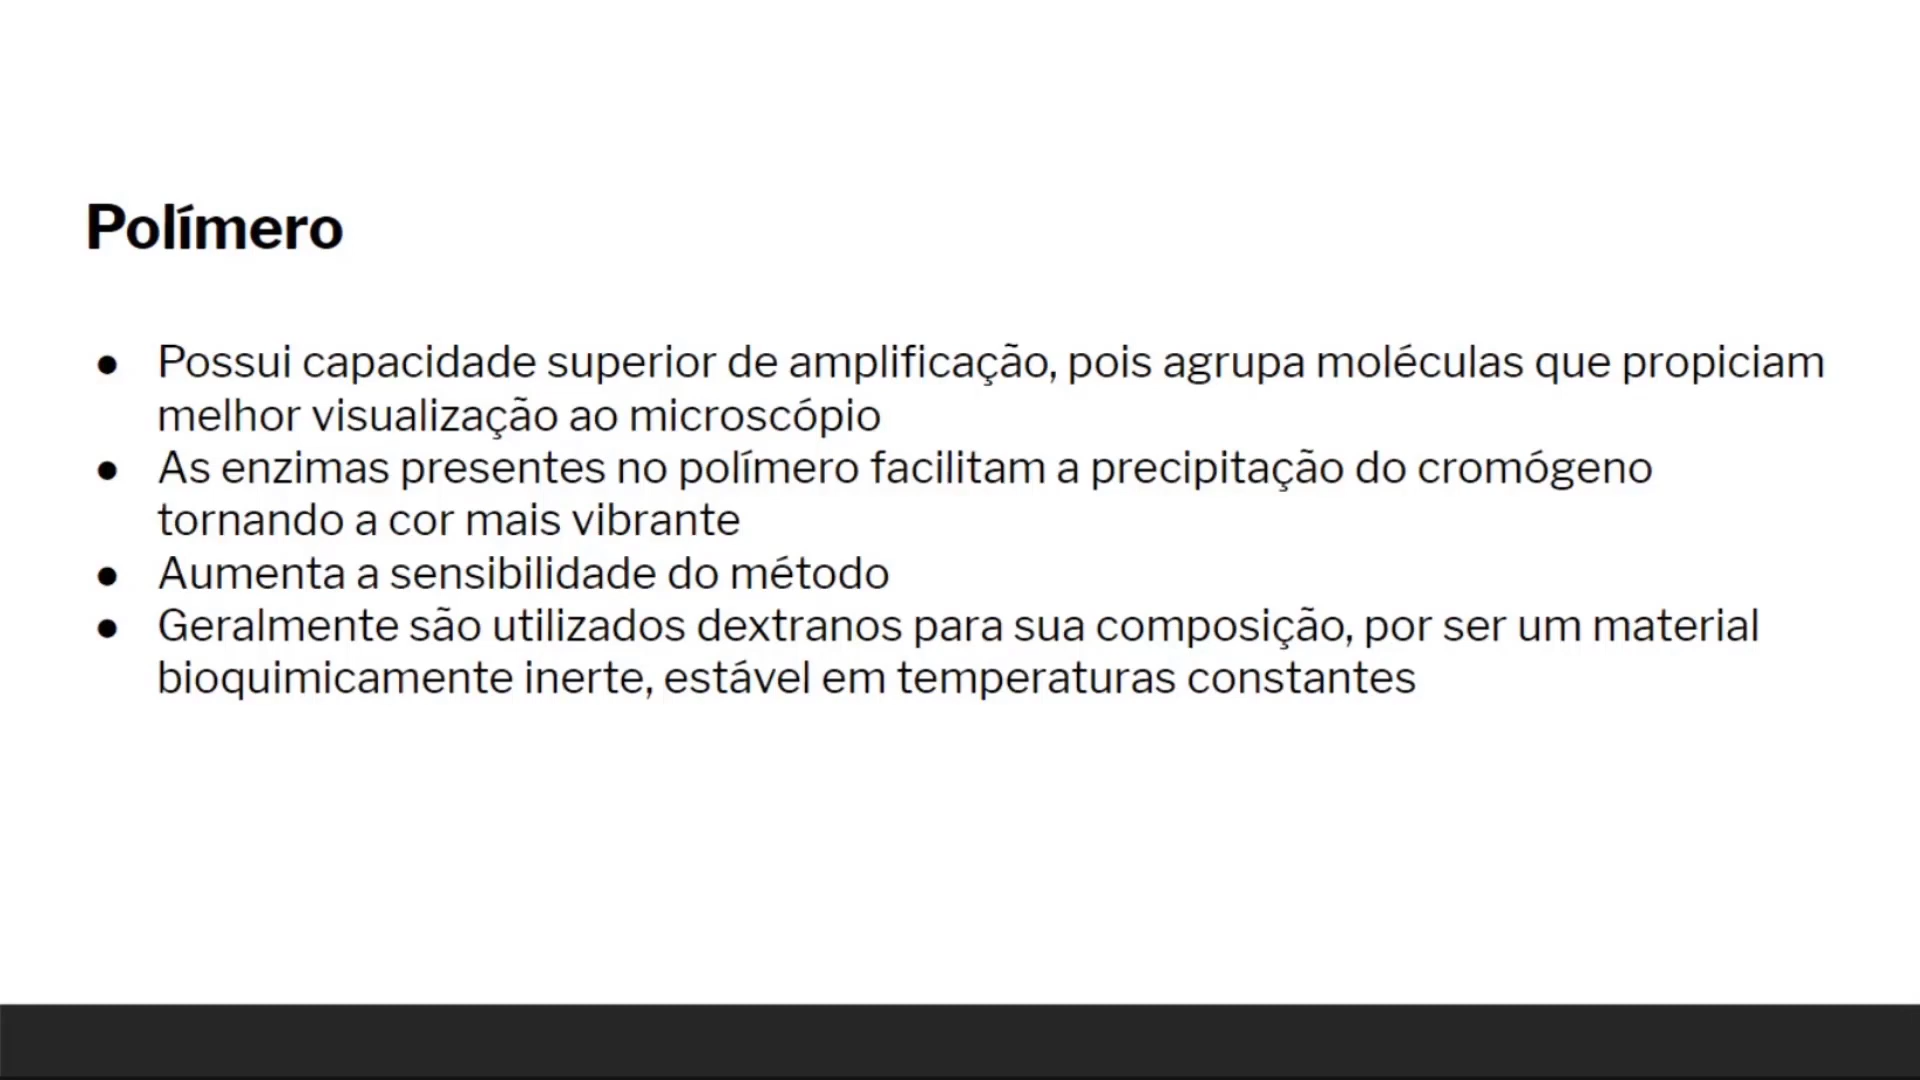 Polímero
● Possui capacidade superior de amplificação, pois agrupa moléculas que propiciam
melhor visualização ao microscópio
● As enzimas presentes no polímero facilitam a precipitação do cromógeno
tornando a cor mais vibrante
● Aumenta a sensibilidade do método
● Geralmente são utilizados dextranos para sua composição, por ser um material
bioquimicamente inerte, estável em temperaturas constantes